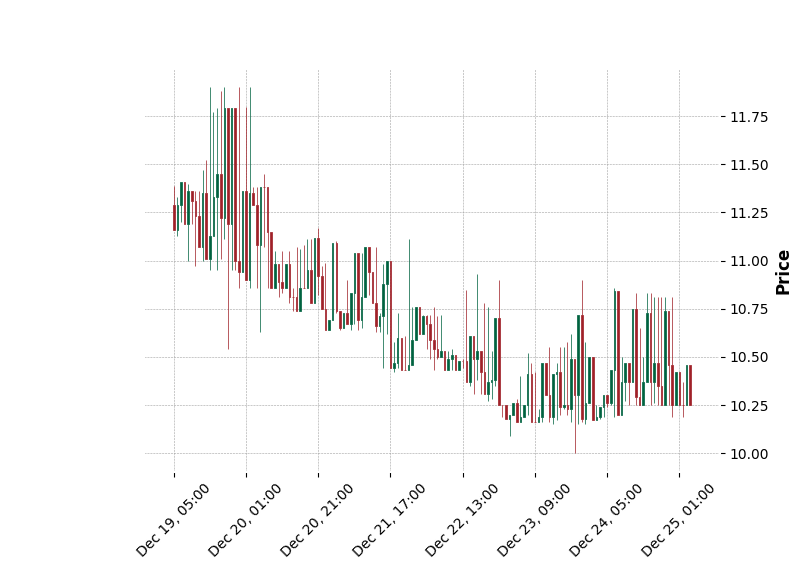 11.75
11.50
11.25
11.00
10.75
10.50
10.25
10.00
Price
Dec 19, 05:00
Dec 20, 01:00
Dec 20, 21:00
Dec 21, 17:00
Dec 22, 13:00
Dec 23, 09:00
Dec 24, 05:00
Dec 25, 01:00